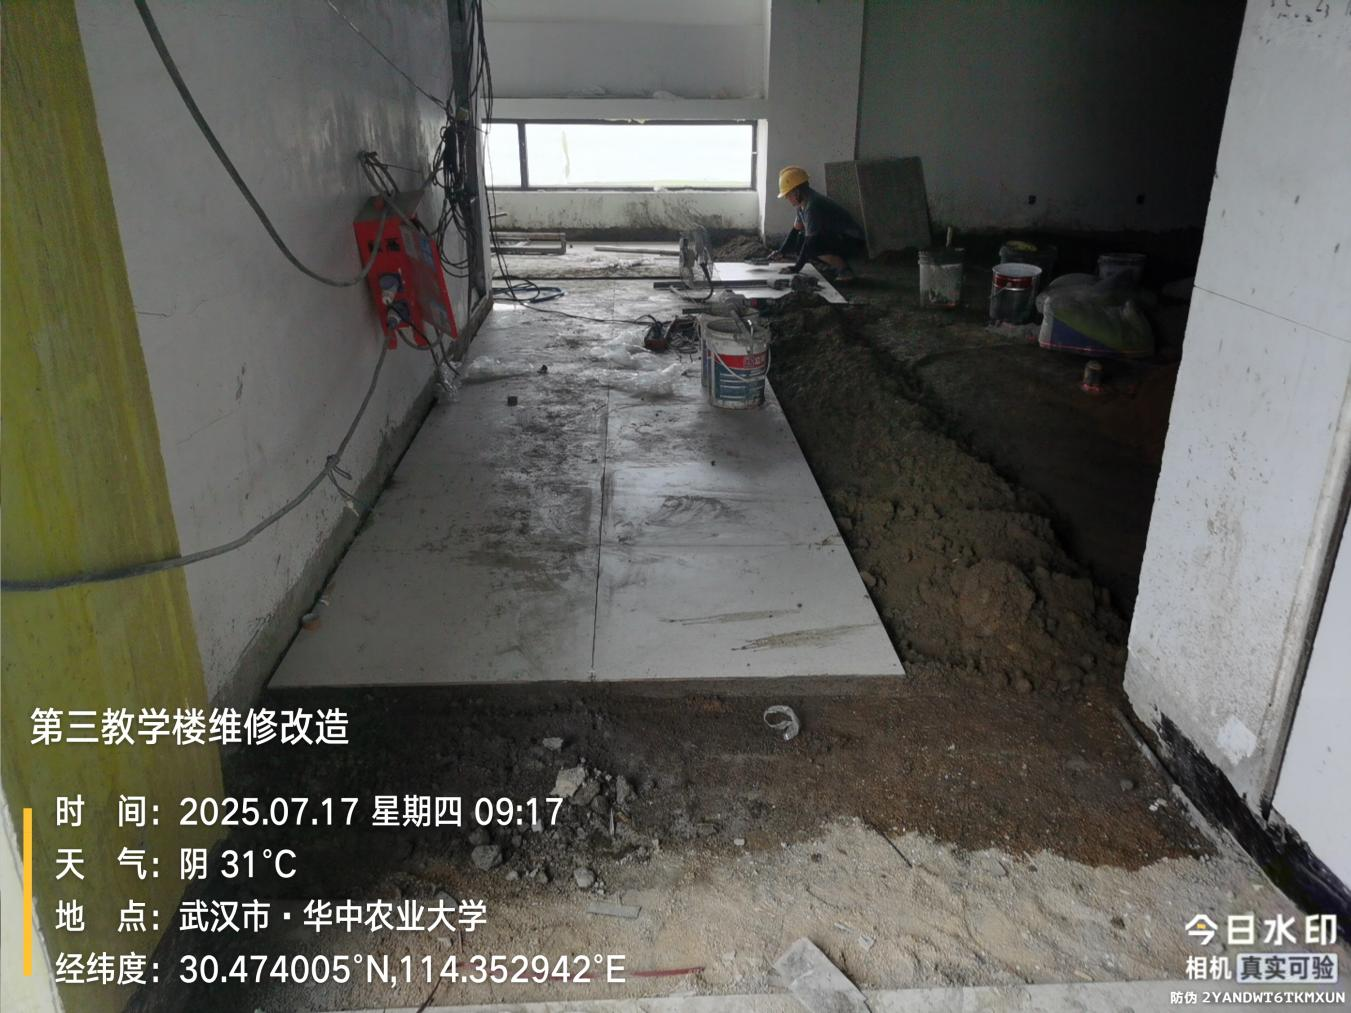 第三教学楼维修改造
时 间：2025.07.17 星期四 09:17
天 气：阴 31°C
地 点：武汉市·华中农业大学
经纬度：30.474005°N,114.352942°E
今日水印
相机 真实可验
防伪 2YANDWT6TKMXUN